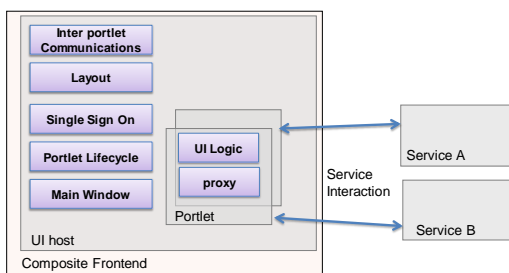 Inter portlet
Communications
Layout
Single Sign On
Portlet Lifecycle
Main Window
UI Logic
proxy
Portlet
UI host
Composite Frontend
Service
Interaction
Service A
Service B